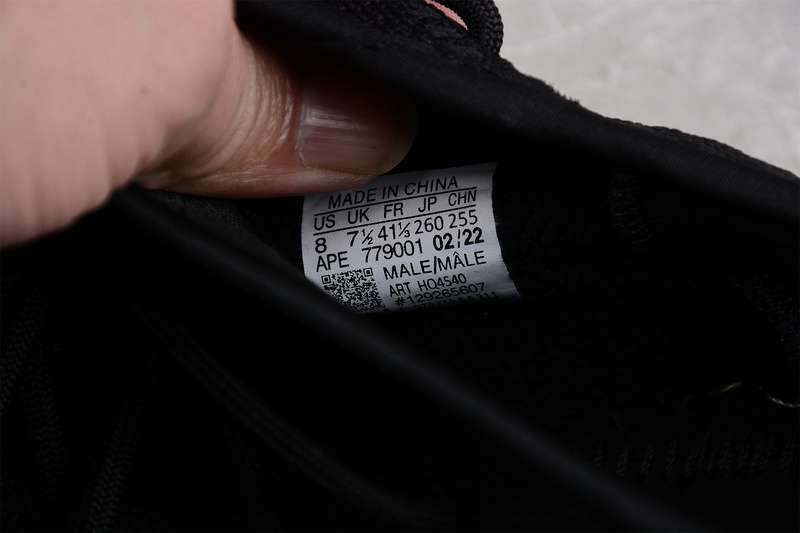 MADE IN CHINA
US UK FR JP CHN
8 7½ 41⅓ 260 255
APE 779001 02/22
MALE/MÂLE
ART HQ4540
#129265607